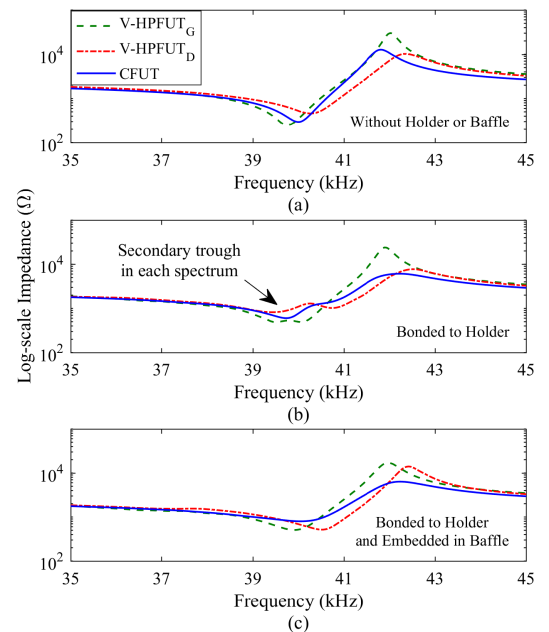 V-HPFUT_G
V-HPFUT_D
CFUT
10^4
10^2
Without Holder or Baffle
35 37 39 41 43 45
Frequency (kHz)
(a)
Log-scale Impedance (Ω)
Secondary trough
in each spectrum
10^4
10^2
Bonded to Holder
35 37 39 41 43 45
Frequency (kHz)
(b)
10^4
10^2
Bonded to Holder
and Embedded in Baffle
35 37 39 41 43 45
Frequency (kHz)
(c)